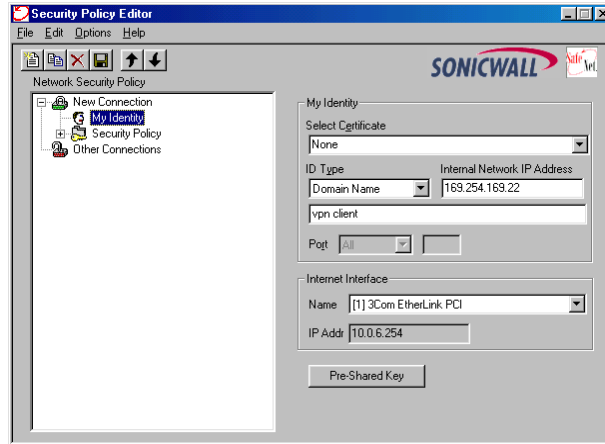 Security Policy Editor
File Edit Options Help
SONICWALL
Safe Net.
Network Security Policy
New Connection
My Identity
Security Policy
Other Connections
My Identity
Select Certificate
None
ID Type Internal Network IP Address
Domain Name 169.254.169.22
vpn client
Port All
Internet Interface
Name [1] 3Com EtherLink PCI
IP Addr 10.0.6.254
Pre-Shared Key